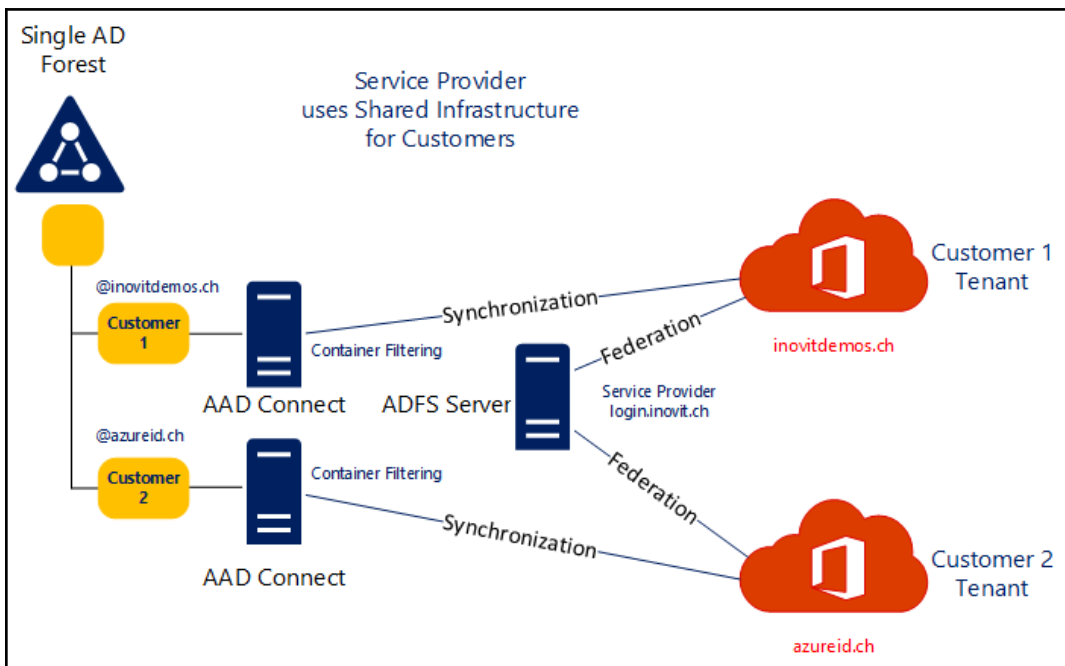 Single AD
Forest
Service Provider
uses Shared Infrastructure
for Customers
@inovitdemos.ch
Customer
1
Container Filtering
AAD Connect
Synchronization
Federation
ADFS Server
Service Provider
login.inovit.ch
Customer 1
Tenant
inovitdemos.ch
@azureid.ch
Customer
2
Container Filtering
AAD Connect
Federation
Synchronization
Customer 2
Tenant
azureid.ch